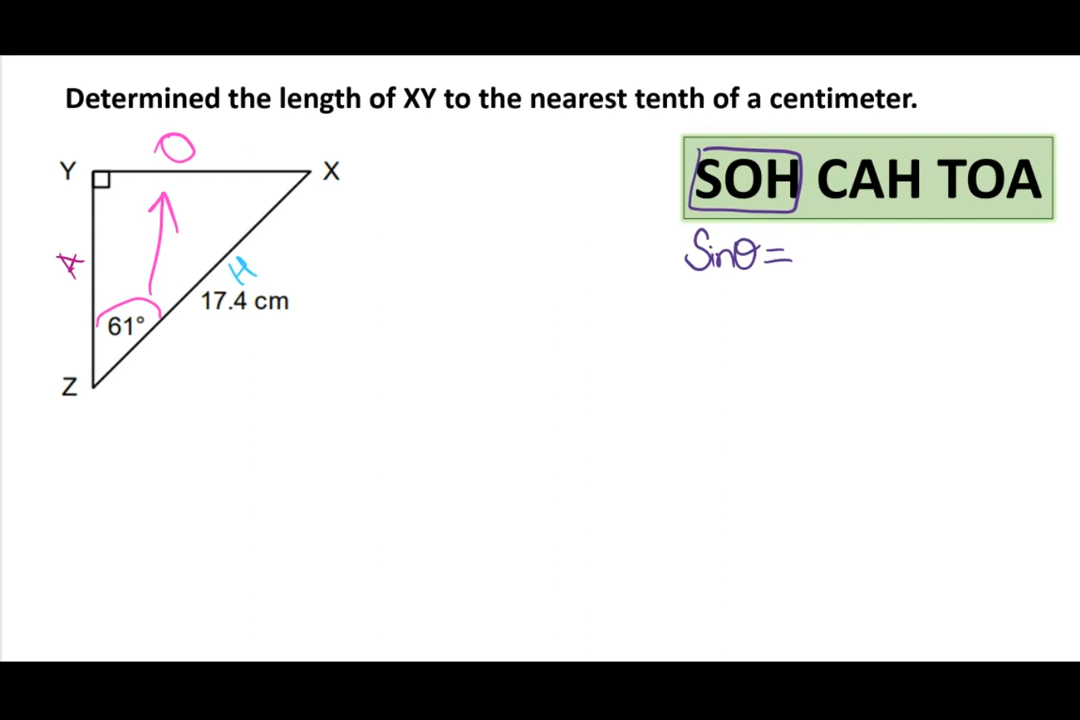 Determined the length of XY to the nearest tenth of a centimeter.
O
Y
X
SOH CAH TOA
Sinθ=
A
H
17.4 cm
61°
Z